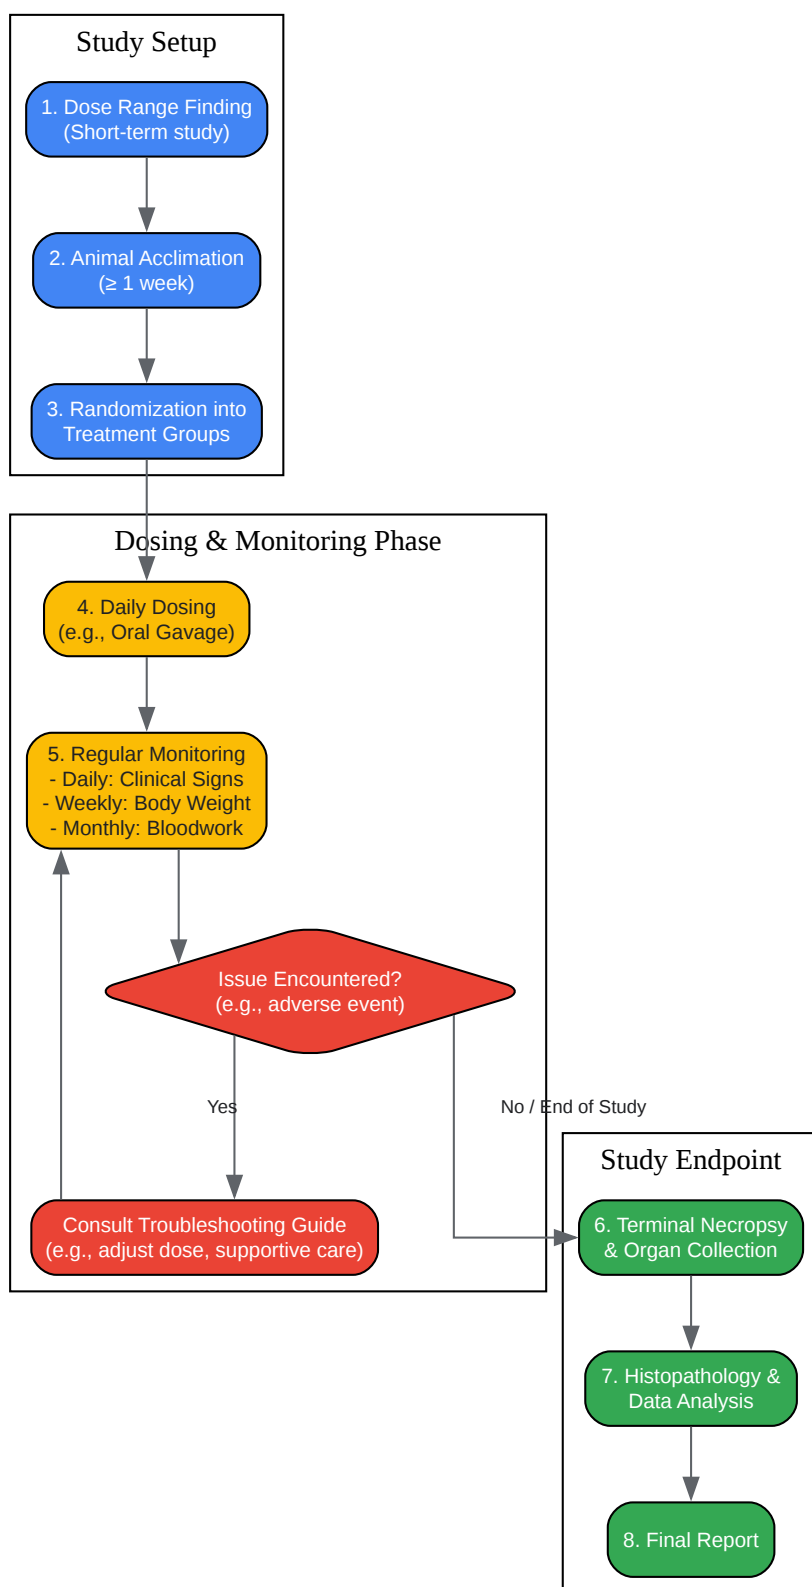 Study Setup
1. Dose Range Finding
(Short-term study)
2. Animal Acclimation
(≥ 1 week)
3. Randomization into
Treatment Groups
Dosing & Monitoring Phase
4. Daily Dosing
(e.g., Oral Gavage)
5. Regular Monitoring
- Daily: Clinical Signs
- Weekly: Body Weight
- Monthly: Bloodwork
Issue Encountered?
(e.g., adverse event)
Yes
No / End of Study
Consult Troubleshooting Guide
(e.g., adjust dose, supportive care)
Study Endpoint
6. Terminal Necropsy
& Organ Collection
7. Histopathology &
Data Analysis
8. Final Report